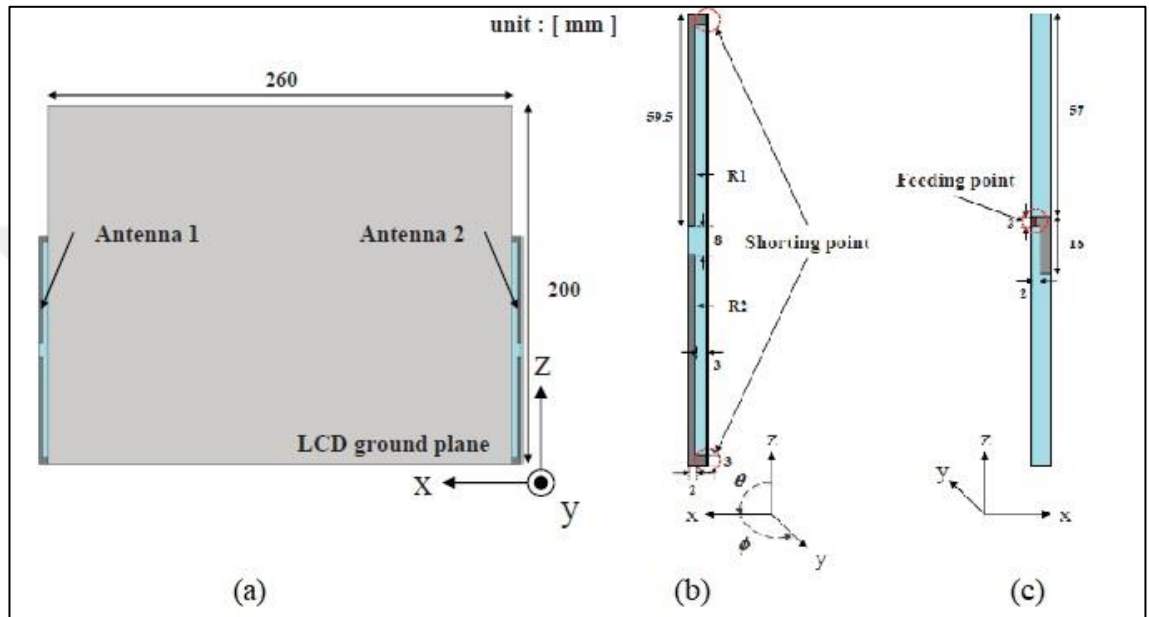 unit : [ mm ]
260
Antenna 1
Antenna 2
200
LCD ground plane
Z
X
y
(a)
59.5
R1
8
Shorting point
R2
3
3
2
z
θ
x
ϕ
y
(b)
57
Feeding point
2
15
2
z
y
x
(c)